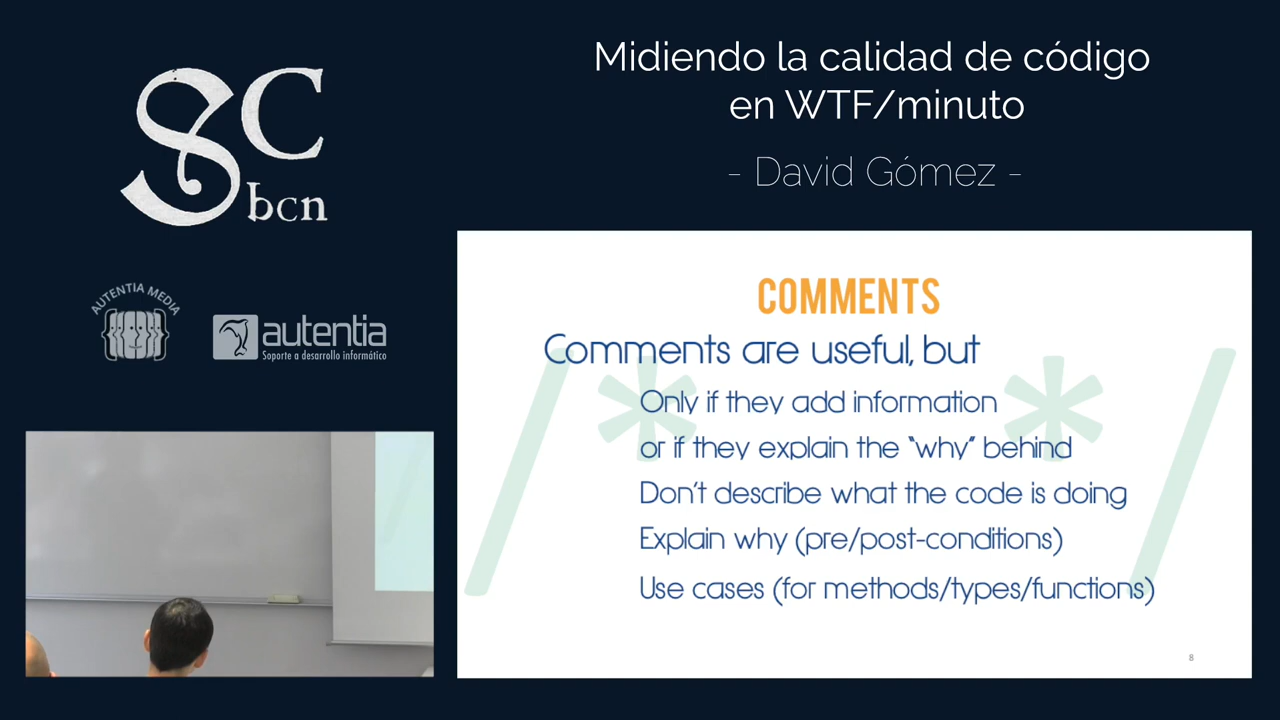 SC
bcn
AUTENTIA MEDIA
autentia
Soporte a desarrollo informático
Midiendo la calidad de código
en WTF/minuto
- David Gómez -
COMMENTS
/* */
Comments are useful, but
Only if they add information
or if they explain the "why" behind
Don't describe what the code is doing
Explain why (pre/post-conditions)
Use cases (for methods/types/functions)
8